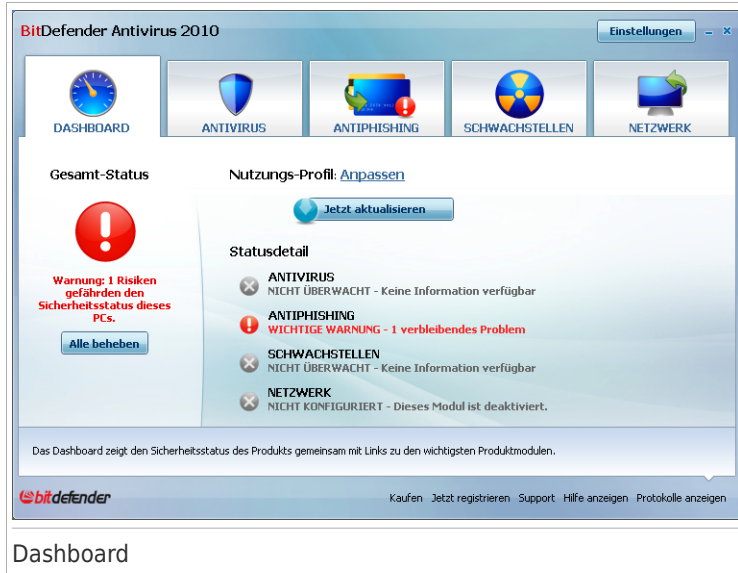 BitDefender Antivirus 2010
Einstellungen
DASHBOARD
ANTIVIRUS
ANTIPHISHING
SCHWACHSTELLEN
NETZWERK
Gesamt-Status
Warnung: 1 Risiken
gefährden den
Sicherheitsstatus dieses
PCs.
Alle beheben
Nutzungs-Profil: Anpassen
Jetzt aktualisieren
Statusdetail
ANTIVIRUS
NICHT ÜBERWACHT - Keine Information verfügbar
ANTIPHISHING
WICHTIGE WARNUNG - 1 verbleibendes Problem
SCHWACHSTELLEN
NICHT ÜBERWACHT - Keine Information verfügbar
NETZWERK
NICHT KONFIGURIERT - Dieses Modul ist deaktiviert.
Das Dashboard zeigt den Sicherheitsstatus des Produkts gemeinsam mit Links zu den wichtigsten Produktmodulen.
bitdefender
Kaufen Jetzt registrieren Support Hilfe anzeigen Protokolle anzeigen
Dashboard